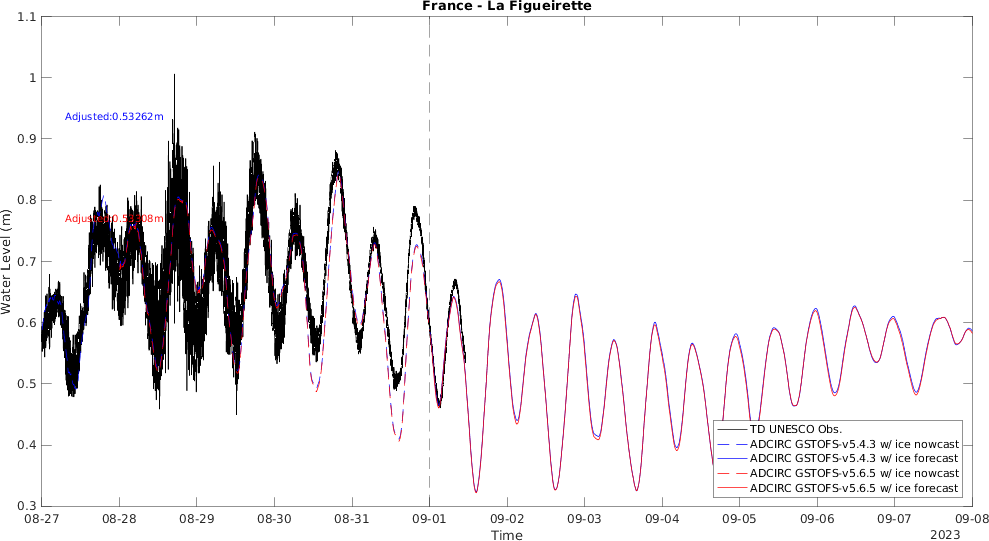 France - La Figueirette
1.1
1
0.9
0.8
0.7
0.6
0.5
0.4
0.3
Water Level (m)
Adjusted:0.53262m
TD UNESCO Obs.
ADCIRC GSTOFS-v5.4.3 w/ ice nowcast
ADCIRC GSTOFS-v5.4.3 w/ ice forecast
ADCIRC GSTOFS-v5.6.5 w/ ice nowcast
ADCIRC GSTOFS-v5.6.5 w/ ice forecast
08-27 08-28 08-29 08-30 08-31 09-01 09-02 09-03 09-04 09-05 09-06 09-07 09-08
Time
2023